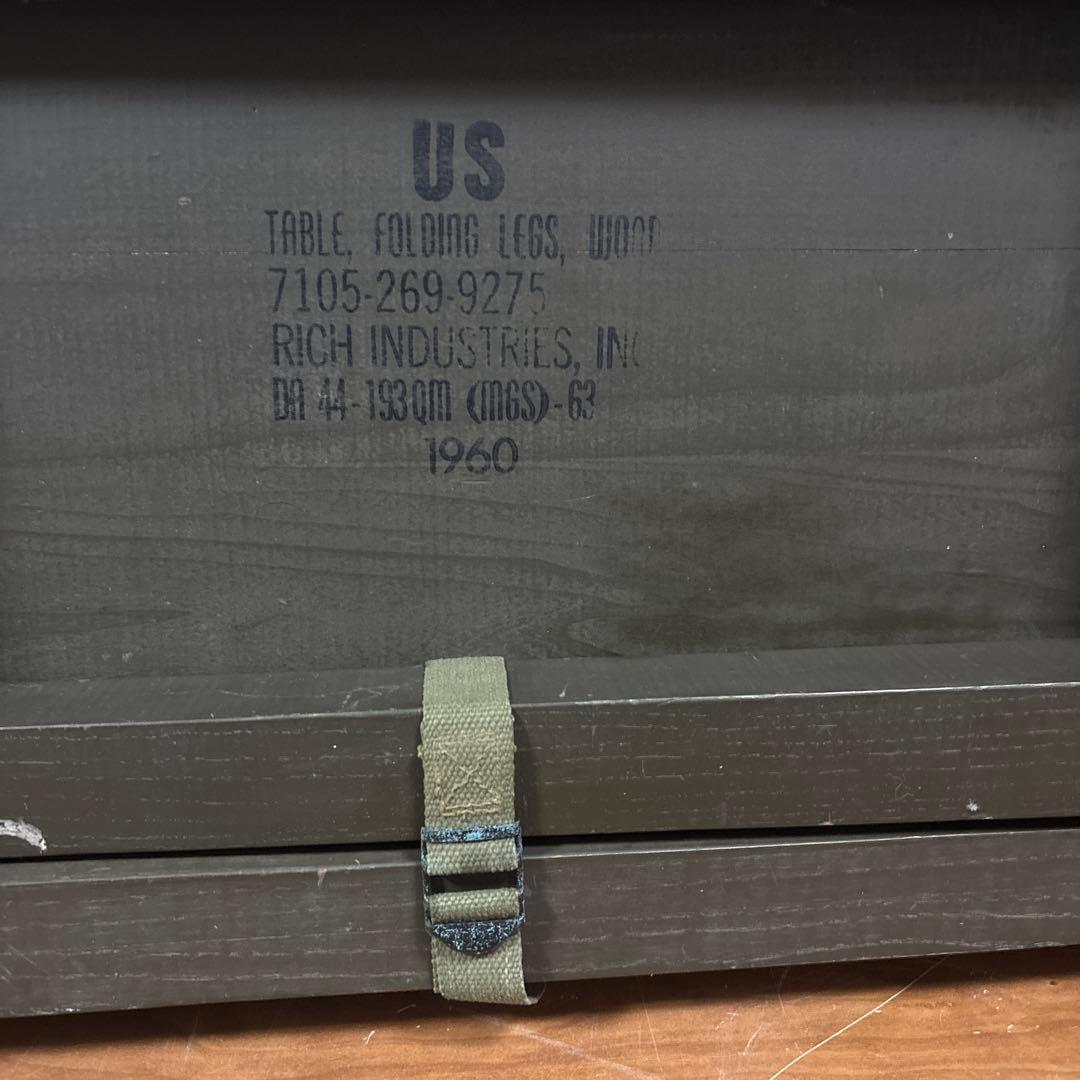 US
TABLE, FOLDING LEGS, WOOD
7105-269-9275
RICH INDUSTRIES, INC
DA 44-193QM (MGS)-63
1960